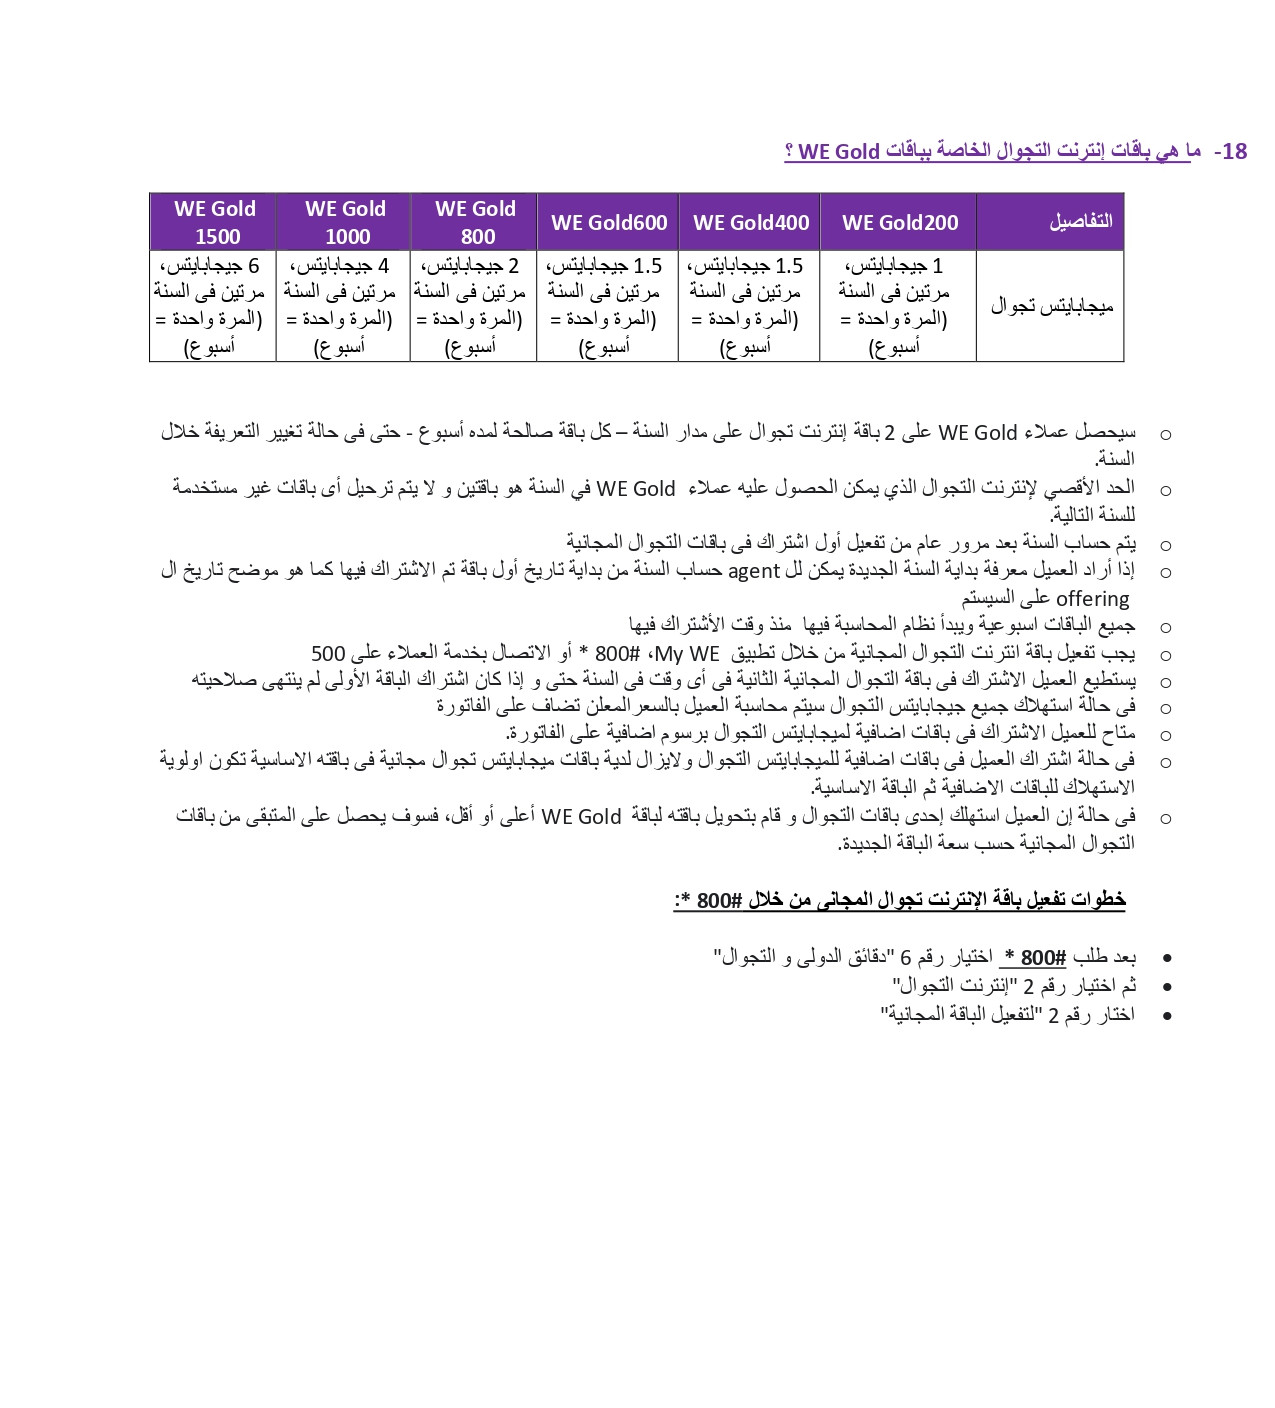 18- ما هي باقات إنترنت التجوال الخاصة بباقات WE Gold ؟
التفاصيل WE Gold200 WE Gold400 WE Gold600 WE Gold 800 WE Gold 1000 WE Gold 1500
ميجابايتس تجوال
1 جيجابايتس،
مرتين فى السنة
(المرة واحدة =
أسبوع)
1.5 جيجابايتس،
مرتين فى السنة
(المرة واحدة =
أسبوع)
1.5 جيجابايتس،
مرتين فى السنة
(المرة واحدة =
أسبوع)
2 جيجابايتس،
مرتين فى السنة
(المرة واحدة =
أسبوع)
4 جيجابايتس،
مرتين فى السنة
(المرة واحدة =
أسبوع)
6 جيجابايتس،
مرتين فى السنة
(المرة واحدة =
أسبوع)
o سيحصل عملاء WE Gold على 2 باقة إنترنت تجوال على مدار السنة – كل باقة صالحة لمده أسبوع - حتى فى حالة تغيير التعريفة خلال
السنة.
o الحد الأقصي لإنترنت التجوال الذي يمكن الحصول عليه عملاء WE Gold في السنة هو باقتين و لا يتم ترحيل أى باقات غير مستخدمة
للسنة التالية.
o يتم حساب السنة بعد مرور عام من تفعيل أول اشتراك فى باقات التجوال المجانية
o إذا أراد العميل معرفة بداية السنة الجديدة يمكن لل agent حساب السنة من بداية تاريخ أول باقة تم الاشتراك فيها كما هو موضح تاريخ ال
offering على السيستم
o جميع الباقات اسبوعية ويبدأ نظام المحاسبة فيها منذ وقت الأشتراك فيها
o يجب تفعيل باقة انترنت التجوال المجانية من خلال تطبيق My WE، #800 * أو الاتصال بخدمة العملاء على 500
o يستطيع العميل الاشتراك فى باقة التجوال المجانية الثانية فى أى وقت فى السنة حتى و إذا كان اشتراك الباقة الأولى لم ينتهى صلاحيته
o فى حالة استهلاك جميع جيجابايتس التجوال سيتم محاسبة العميل بالسعر المعلن تضاف على الفاتورة
o متاح للعميل الاشتراك فى باقات اضافية لميجابايتس التجوال برسوم اضافية على الفاتورة.
o فى حالة اشتراك العميل فى باقات اضافية للميجابايتس التجوال ولايزال لدية باقات ميجابايتس تجوال مجانية فى باقته الاساسية تكون اولوية
الاستهلاك للباقات الاضافية ثم الباقة الاساسية.
o فى حالة إن العميل استهلك إحدى باقات التجوال و قام بتحويل باقته لباقة WE Gold أعلى أو أقل، فسوف يحصل على المتبقى من باقات
التجوال المجانية حسب سعة الباقة الجديدة.
خطوات تفعيل باقة الإنترنت تجوال المجانى من خلال #800 *:
• بعد طلب #800 * اختيار رقم 6 "دقائق الدولى و التجوال"
• ثم اختيار رقم 2 "إنترنت التجوال"
• اختار رقم 2 "لتفعيل الباقة المجانية"